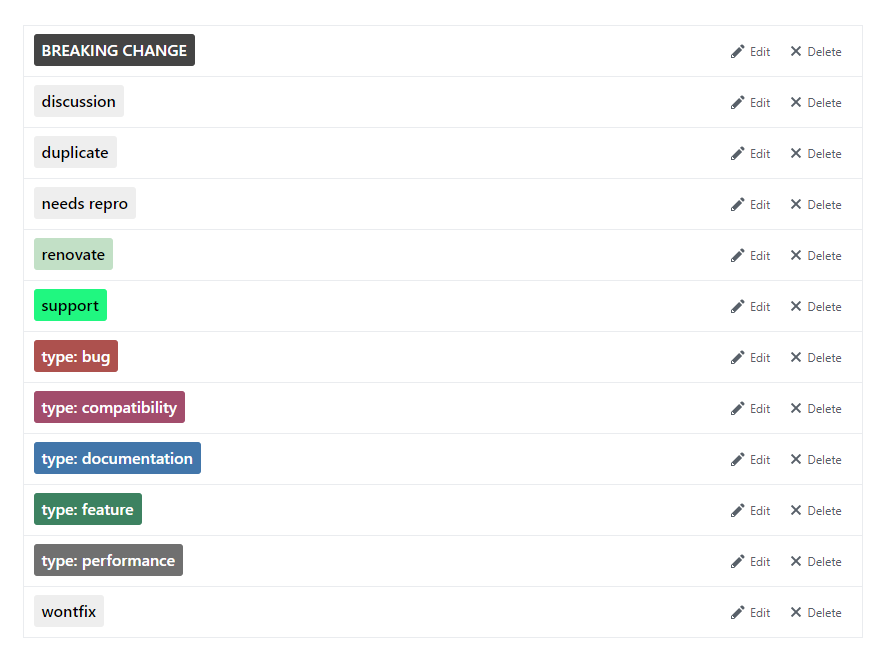 BREAKING CHANGE Edit Delete
discussion Edit Delete
duplicate Edit Delete
needs repro Edit Delete
renovate Edit Delete
support Edit Delete
type: bug Edit Delete
type: compatibility Edit Delete
type: documentation Edit Delete
type: feature Edit Delete
type: performance Edit Delete
wontfix Edit Delete